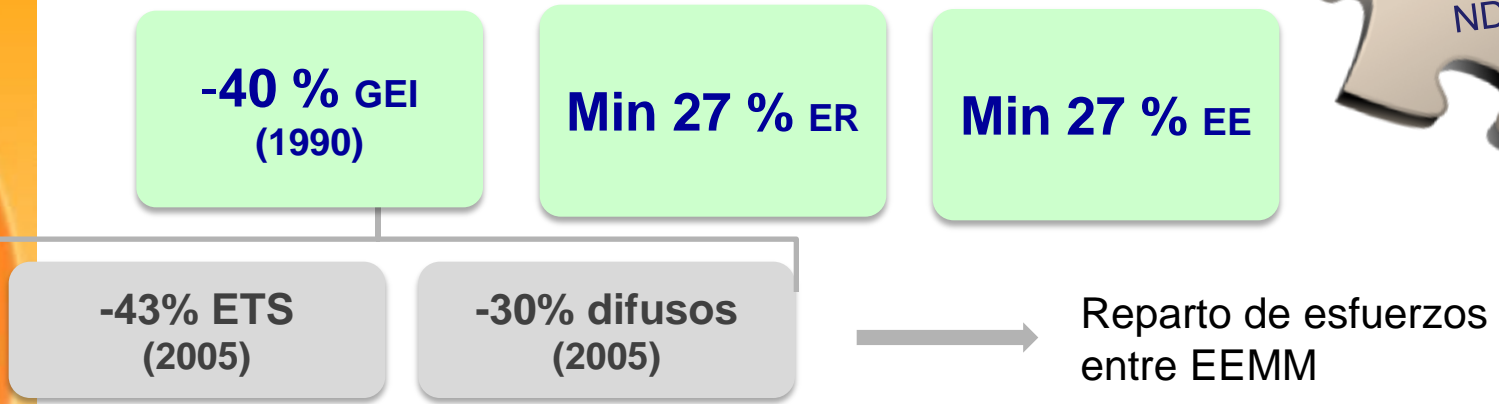 -40 % GEI
(1990)
Min 27 % ER
Min 27 % EE
-43% ETS
(2005)
-30% difusos
(2005)
Reparto de esfuerzos
entre EEMM